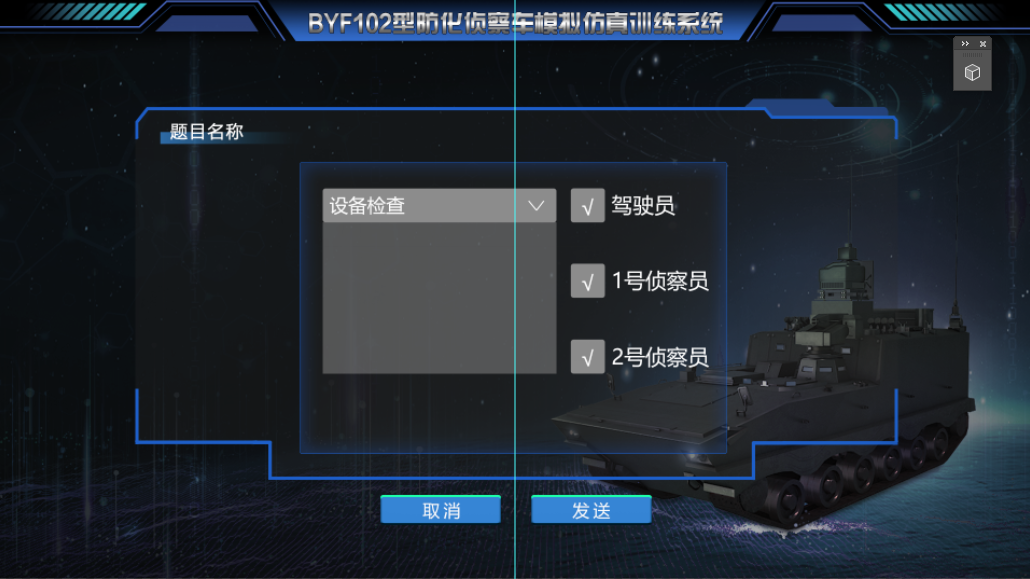 BYF102型防化侦察车模拟仿真训练系统
题目名称
设备检查
√ 驾驶员
√ 1号侦察员
√ 2号侦察员
取消
发送